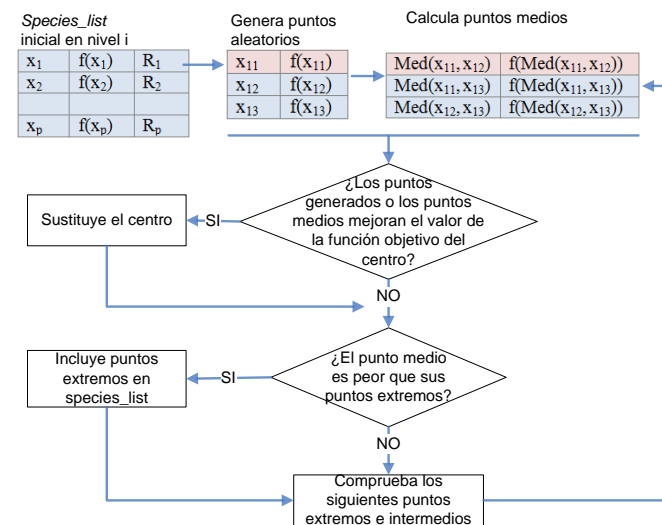 Species_list
inicial en nivel i
Genera puntos
aleatorios
Calcula puntos medios
x₁ f(x₁) R₁
x₂ f(x₂) R₂
xₚ f(xₚ) Rₚ
x₁₁ f(x₁₁)
x₁₂ f(x₁₂)
x₁₃ f(x₁₃)
Med(x₁₁,x₁₂) f(Med(x₁₁,x₁₂))
Med(x₁₁,x₁₃) f(Med(x₁₁,x₁₃))
Med(x₁₂,x₁₃) f(Med(x₁₂,x₁₃))
¿Los puntos
generados o los puntos
medios mejoran el valor de
la función objetivo del
centro?
SI
Sustituye el centro
NO
¿El punto medio
es peor que sus
puntos extremos?
SI
Incluye puntos
extremos en
species_list
NO
Comprueba los
siguientes puntos
extremos e intermedios